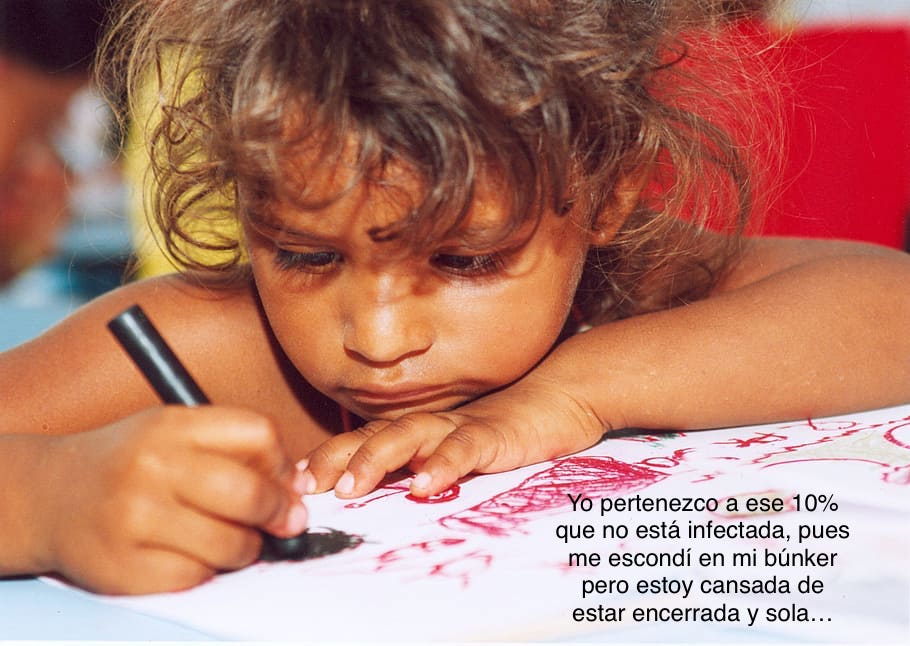 Yo pertenezco a ese 10%
que no está infectada, pues
me escondí en mi búnker
pero estoy cansada de
estar encerrada y sola…